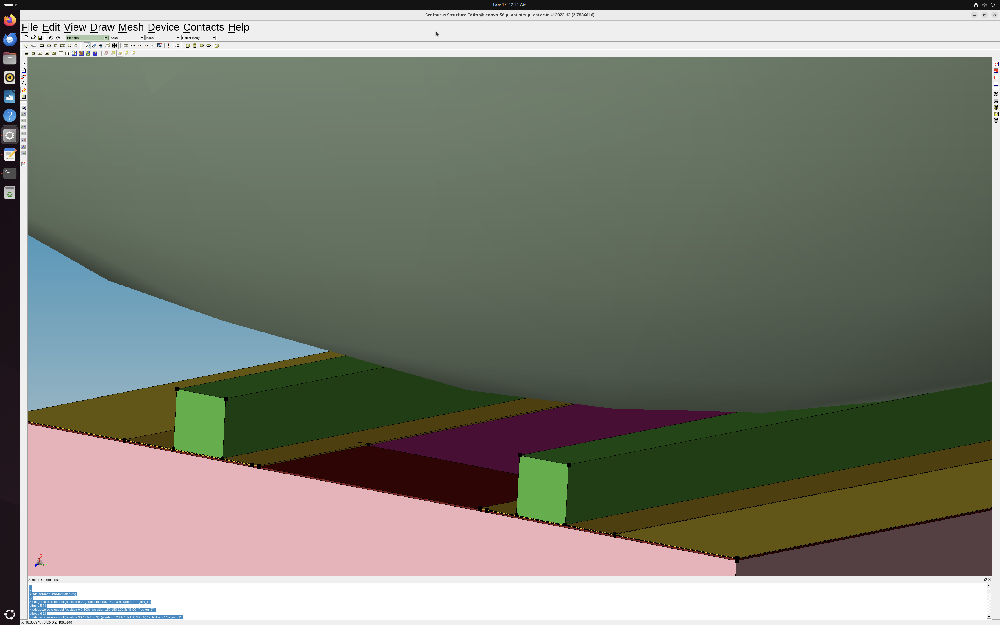 Nov 17 12:31 AM
Sentaurus Structure Editor@lenovo-56.pilani.bits-pilani.ac.in U-2022.12 (2.7886616)
File Edit View Draw Mesh Device Contacts Help
Platinum base none Select Body
Z
Scheme Commands:
>
>
>(sde:set-menubar-font-size 35)
()
>(sdegeo:create-cuboid (position 0 0 0) (position 150 150 100) "Silicon" "region_1")
#[body 5 1]
>(sdegeo:create-cuboid (position 0 0 100) (position 150 150 100.3) "SiO2" "region_2")
#[body 6 1]
>(sdegeo:create-cuboid (position 30 48.5 100.3) (position 120 101.5 100.30035) "PolySilicon" "region_3")
X: 98.3009 Y: 73.5240 Z: 106.0140